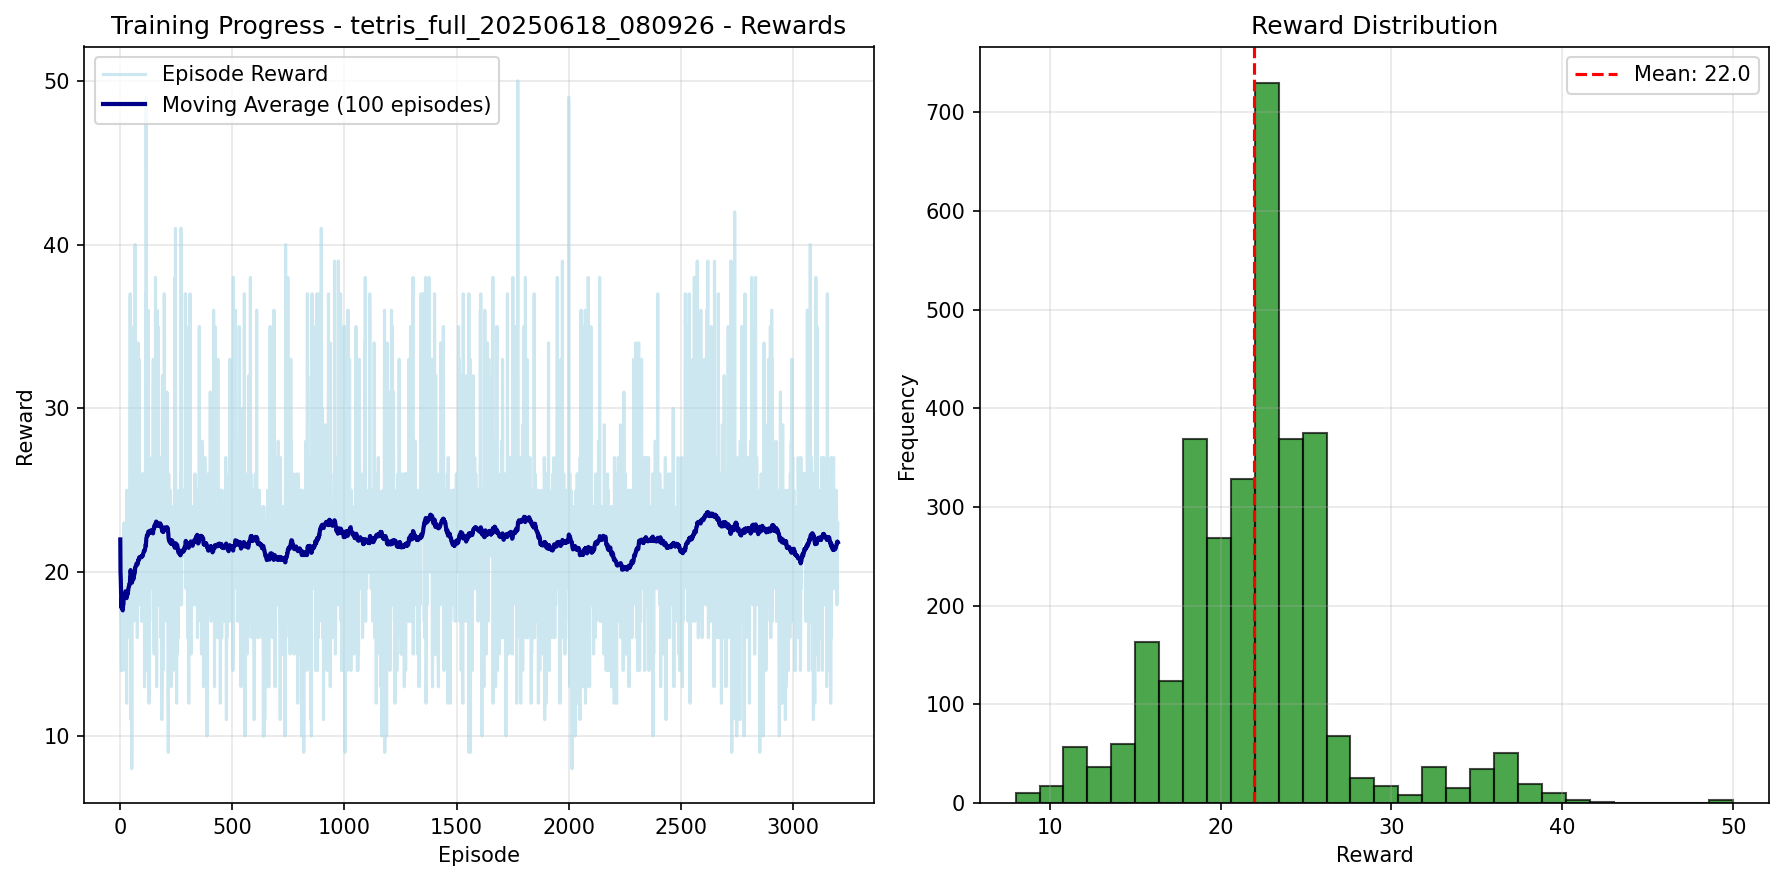 Training Progress - tetris_full_20250618_080926 - Rewards
Episode Reward
Moving Average (100 episodes)
50
40
30
20
10
Reward
0
500
1000
1500
2000
2500
3000
Episode
Reward Distribution
Mean: 22.0
700
600
500
400
300
200
100
0
Frequency
10
20
30
40
50
Reward